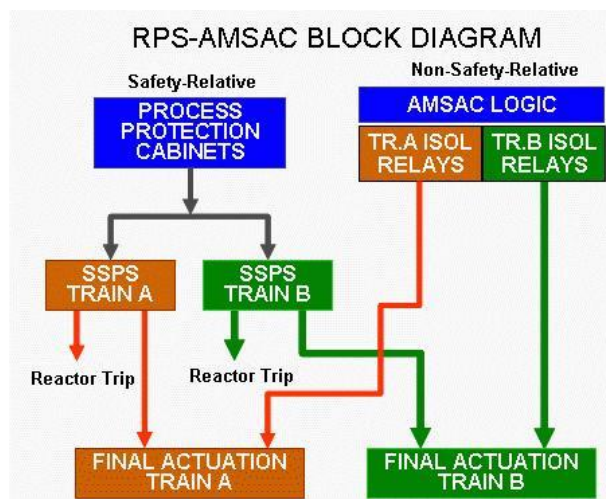 RPS-AMSAC BLOCK DIAGRAM
Safety-Relative
Non-Safety-Relative
PROCESS
PROTECTION
CABINETS
AMSAC LOGIC
TR.A ISOL
RELAYS
TR.B ISOL
RELAYS
SSPS
TRAIN A
SSPS
TRAIN B
Reactor Trip
Reactor Trip
FINAL ACTUATION
TRAIN A
FINAL ACTUATION
TRAIN B